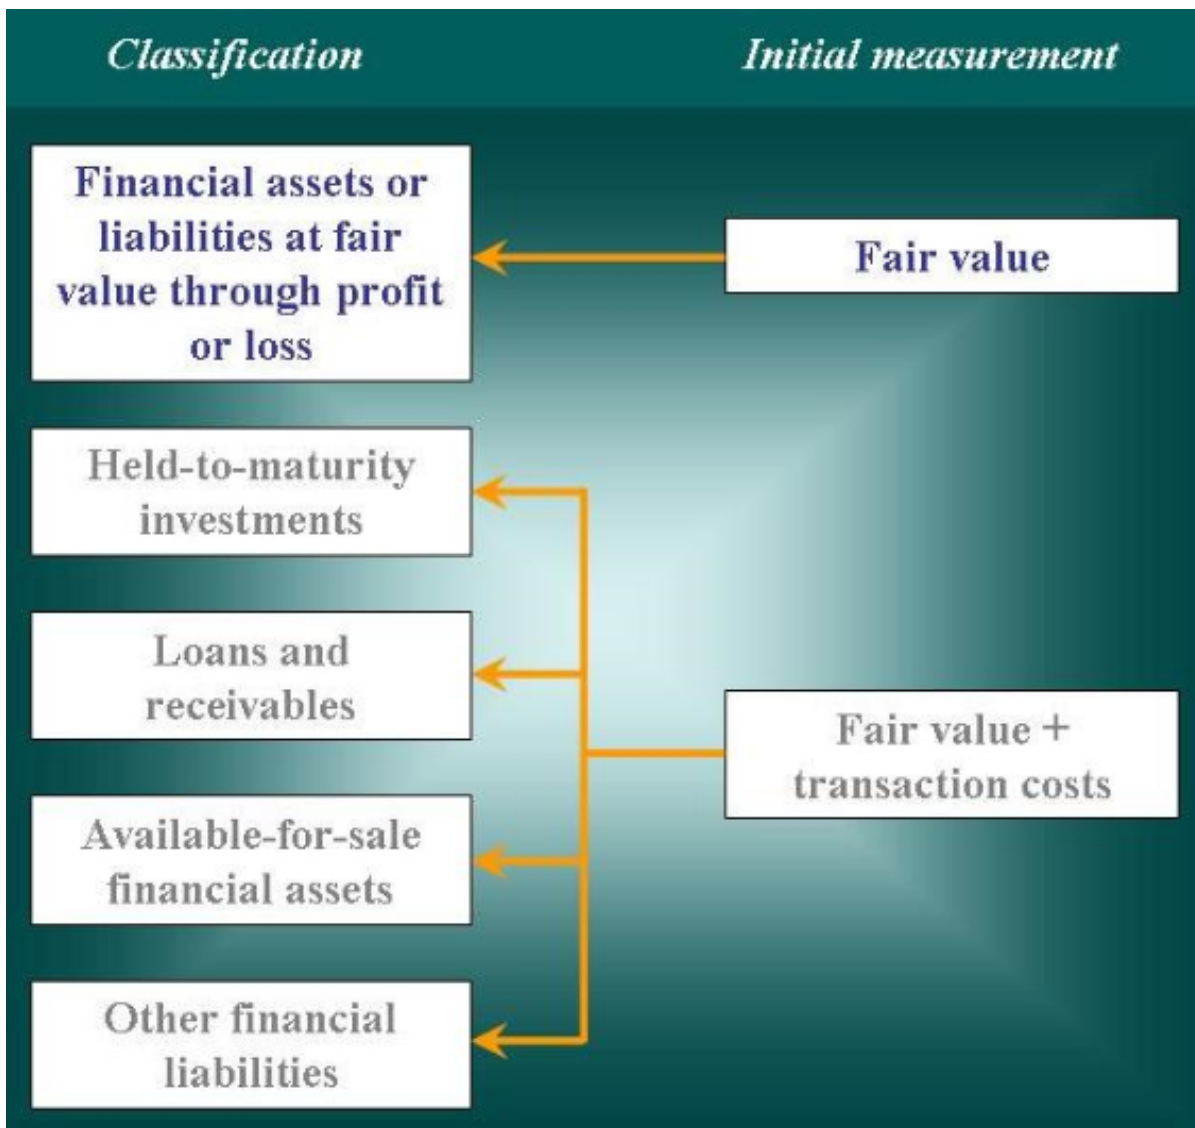 Classification
Initial measurement
Financial assets or
liabilities at fair
value through profit
or loss
Fair value
Held-to-maturity
investments
Loans and
receivables
Fair value +
transaction costs
Available-for-sale
financial assets
Other financial
liabilities